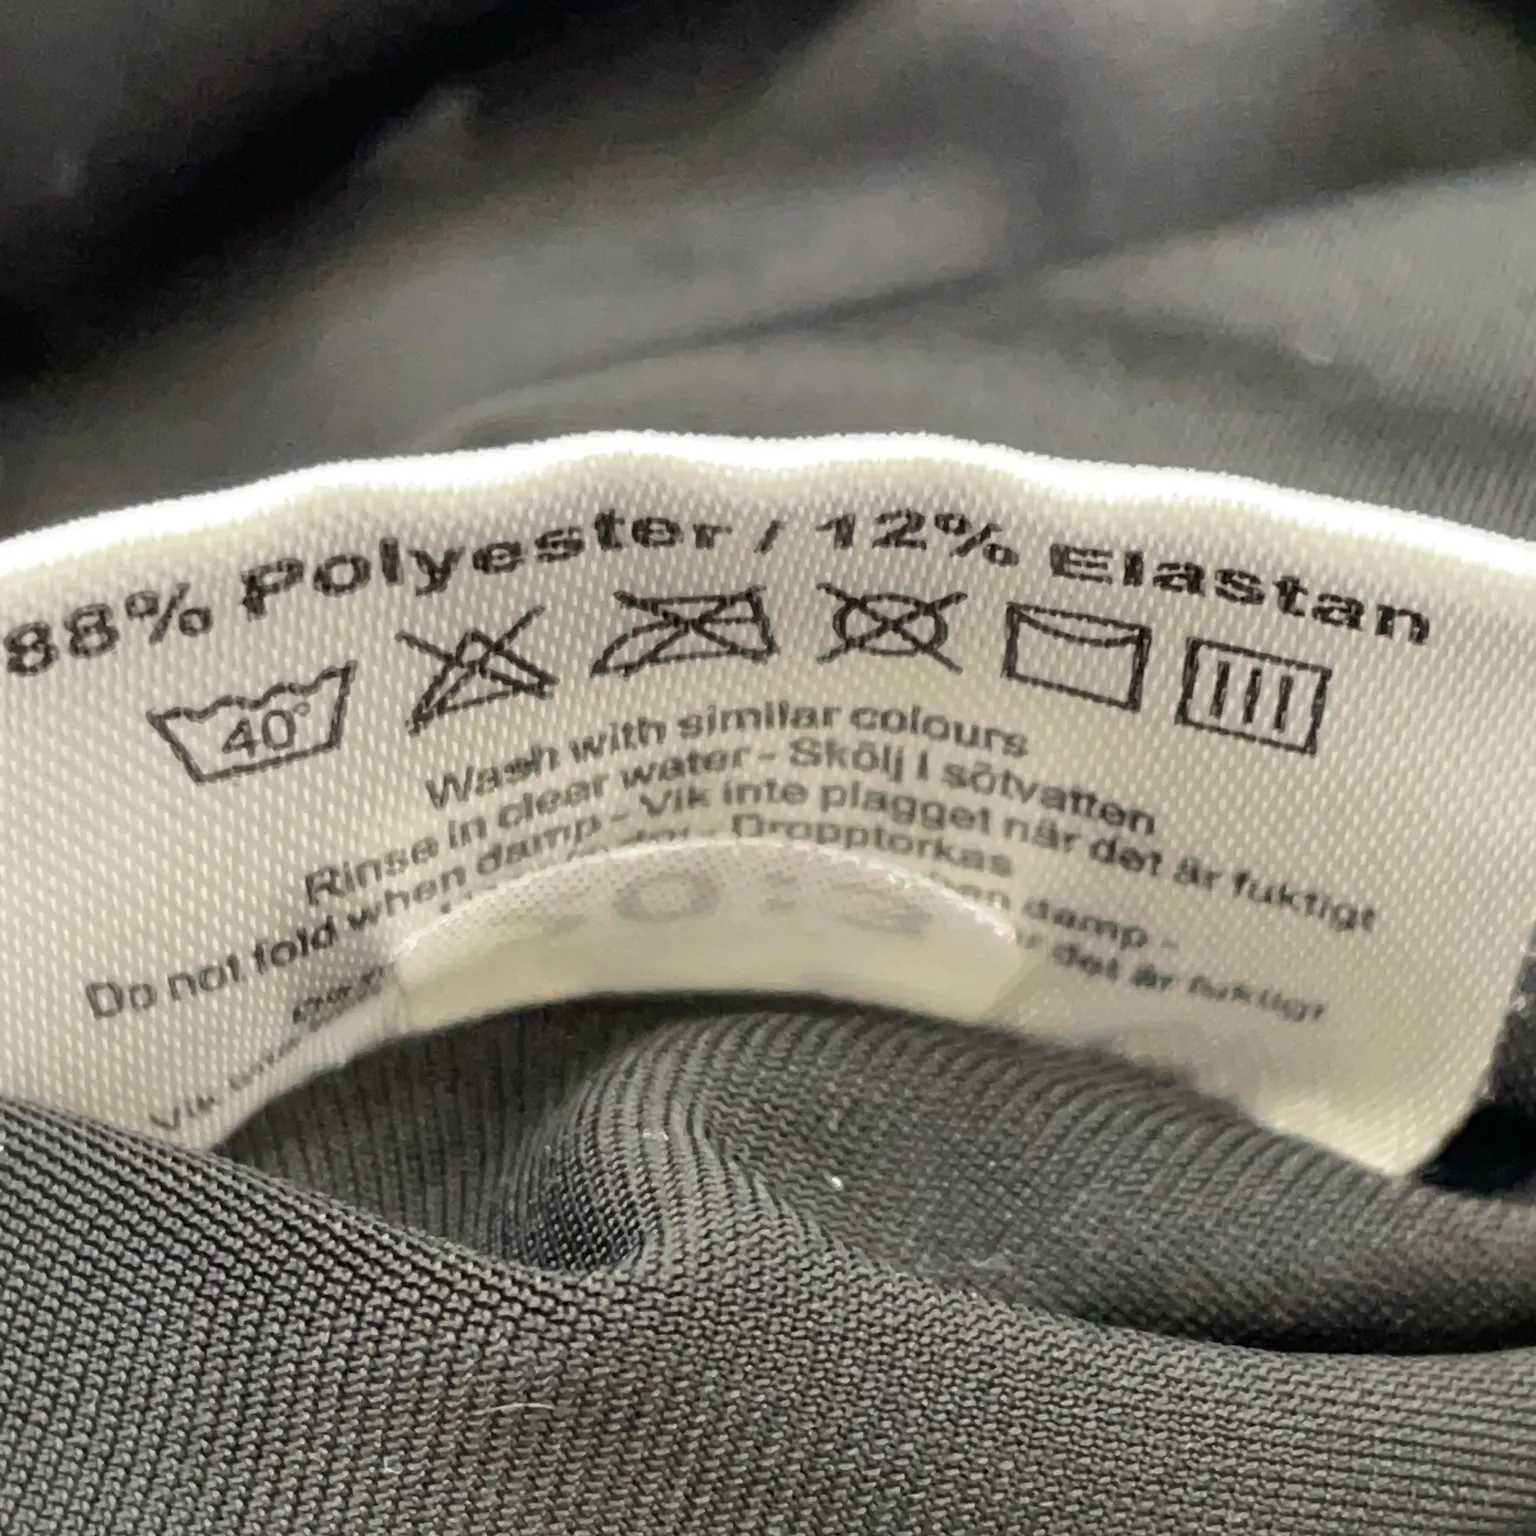 88% Polyester / 12% Elastan
40°
Wash with similar colours
Rinse in clear water - Skölj i sötvatten
Do not fold when damp - Vik inte plagget när det är fuktigt
Dropptorkas
damp -
det är fuktigt
Vik